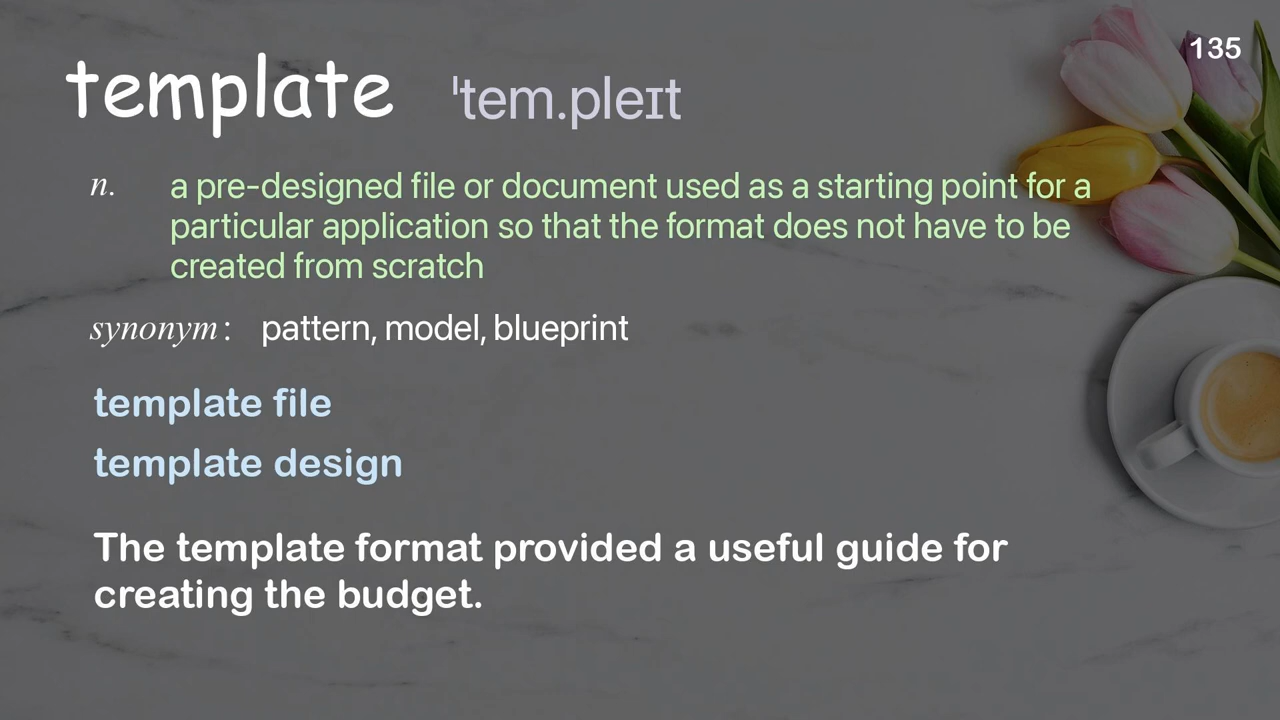 135
template ˈtem.pleɪt
n. a pre-designed file or document used as a starting point for a
particular application so that the format does not have to be
created from scratch
synonym: pattern, model, blueprint
template file
template design
The template format provided a useful guide for
creating the budget.